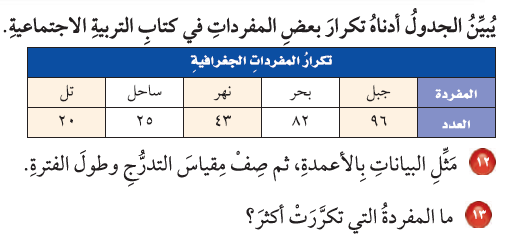 يُبيِّنُ الجدولُ أدناهُ تكرارَ بعضِ المفرداتِ في كتابِ التربيةِ الاجتماعيةِ.
تكرارُ المفرداتِ الجغرافيةِ
المفردة جبل بحر نهر ساحل تل
العدد ٩٦ ٨٢ ٤٣ ٢٥ ٢٠
١٢ مَثِّلِ البياناتِ بِالأعمدةِ، ثم صِفْ مِقياسَ التدرُّجِ وطولَ الفترةِ.
١٣ ما المفردةُ التي تكرَّرَتْ أكثرَ؟